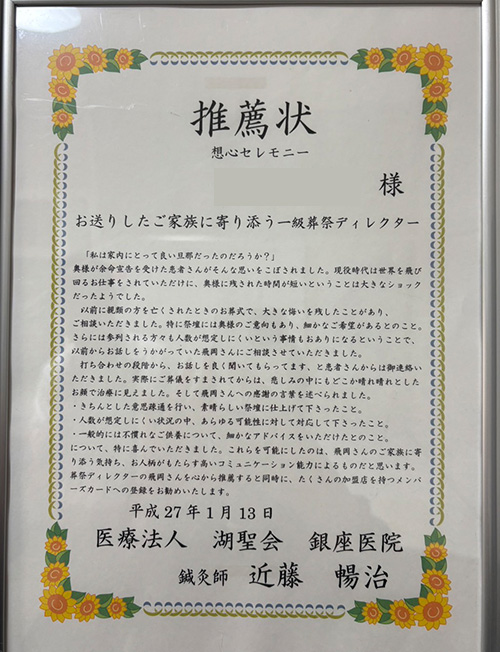 推薦状
想心セレモニー
様
お送りしたご家族に寄り添う一級葬祭ディレクター
「私は家内にとって良い旦那だったのだろうか？」
奥様が余命宣告を受けた患者さんがそんな思いをこぼされました。現役時代は世界を飛び
回るお仕事をされていただけに、奥様に残された時間が短いということは大きなショック
だったようでした。
以前に親類の方を亡くされたときのお葬式で、大きな悔いを残したことがあり、
ご相談いただきました。特に祭壇には奥様のご意向もあり、細かなご希望があるとのこと。
さらには参列される方々も人数が想定しにくいという事情もおありになるということで、
以前からお話しをうかがっていた飛岡さんにご相談させていただきました。
打ち合わせの段階から、お話しを良く聞いてもらってます、と患者さんからは御連絡い
ただきました。実際にご葬儀をすまされてからは、悲しみの中にもどこか晴れ晴れとした
お顔で治療に見えました。そして飛岡さんへの感謝の言葉を述べられました。
・きちんとした意思疎通を行い、素晴らしい祭壇に仕上げて下さったこと。
・人数が想定しにくい状況の中、あらゆる可能性に対して対応して下さったこと。
・一般的には不慣れなご供養について、細かなアドバイスをいただけたとのこと。
について、特に喜んでいただきました。これらを可能にしたのは、飛岡さんのご家族に寄
り添う気持ち、お人柄がもたらす高いコミュニケーション能力によるものだと思います。
葬祭ディレクターの飛岡さんを心から推薦すると同時に、たくさんの加盟店を持つメンバ
ーズカードへの登録をお勧めいたします。
平成27年1月13日
医療法人 湖聖会 銀座医院
鍼灸師 近藤 暢治